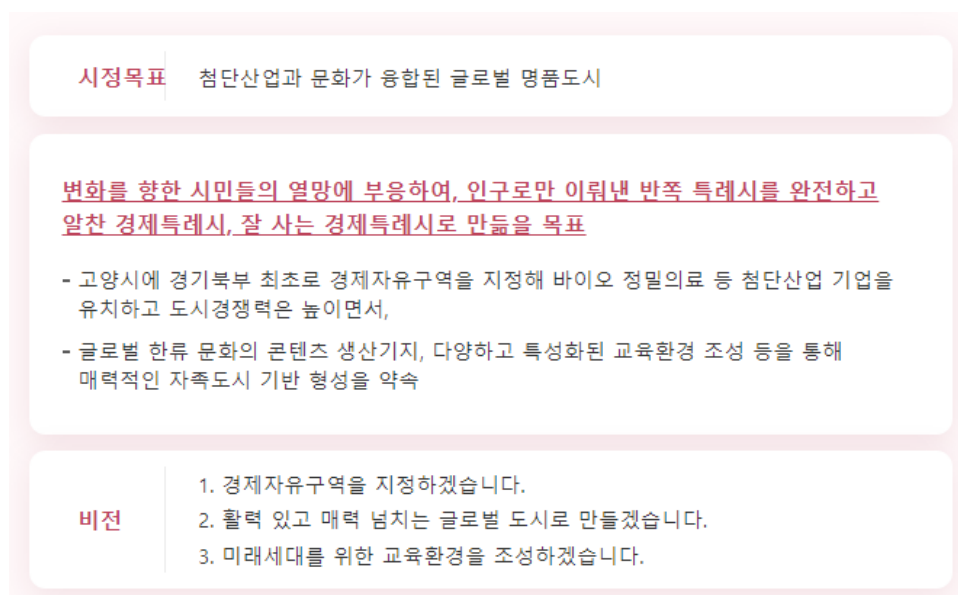 시정목표
첨단산업과 문화가 융합된 글로벌 명품도시
변화를 향한 시민들의 열망에 부응하여, 인구로만 이뤄낸 반쪽 특례시를 완전하고
알찬 경제특례시, 잘 사는 경제특례시로 만듦을 목표
- 고양시에 경기북부 최초로 경제자유구역을 지정해 바이오 정밀의료 등 첨단산업 기업을
유치하고 도시경쟁력은 높이면서,
- 글로벌 한류 문화의 콘텐츠 생산기지, 다양하고 특성화된 교육환경 조성 등을 통해
매력적인 자족도시 기반 형성을 약속
비전
1. 경제자유구역을 지정하겠습니다.
2. 활력 있고 매력 넘치는 글로벌 도시로 만들겠습니다.
3. 미래세대를 위한 교육환경을 조성하겠습니다.